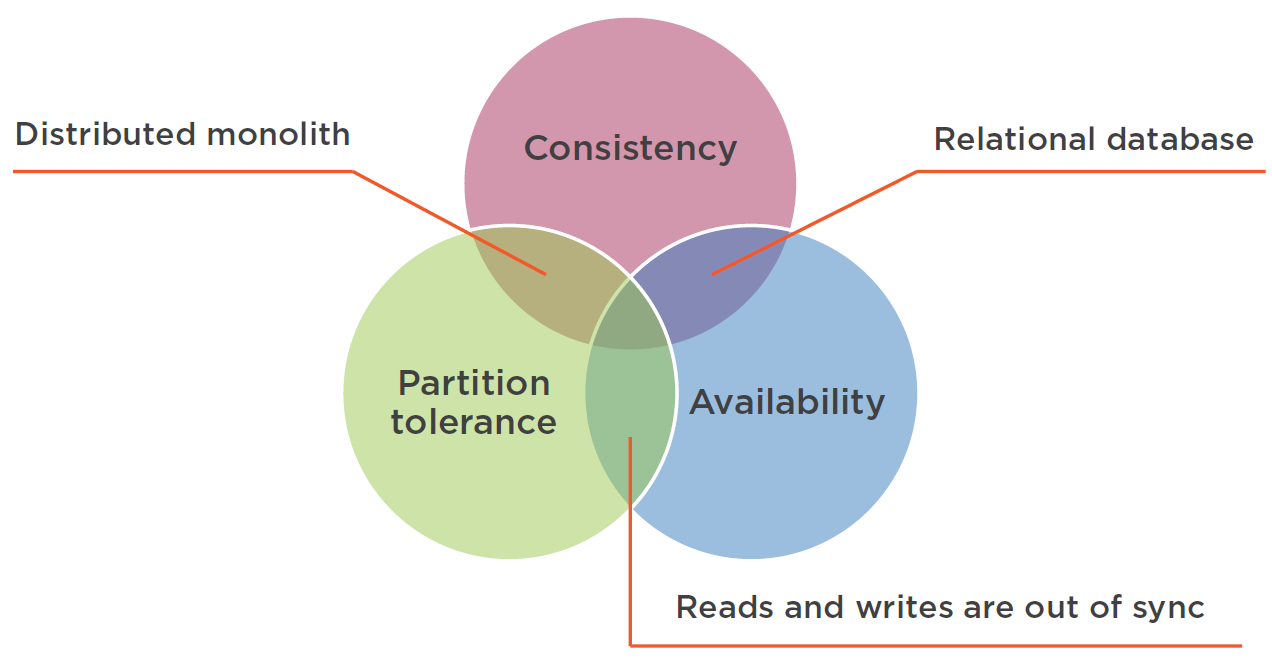 Distributed monolith
Consistency
Relational database
Partition
tolerance
Availability
Reads and writes are out of sync